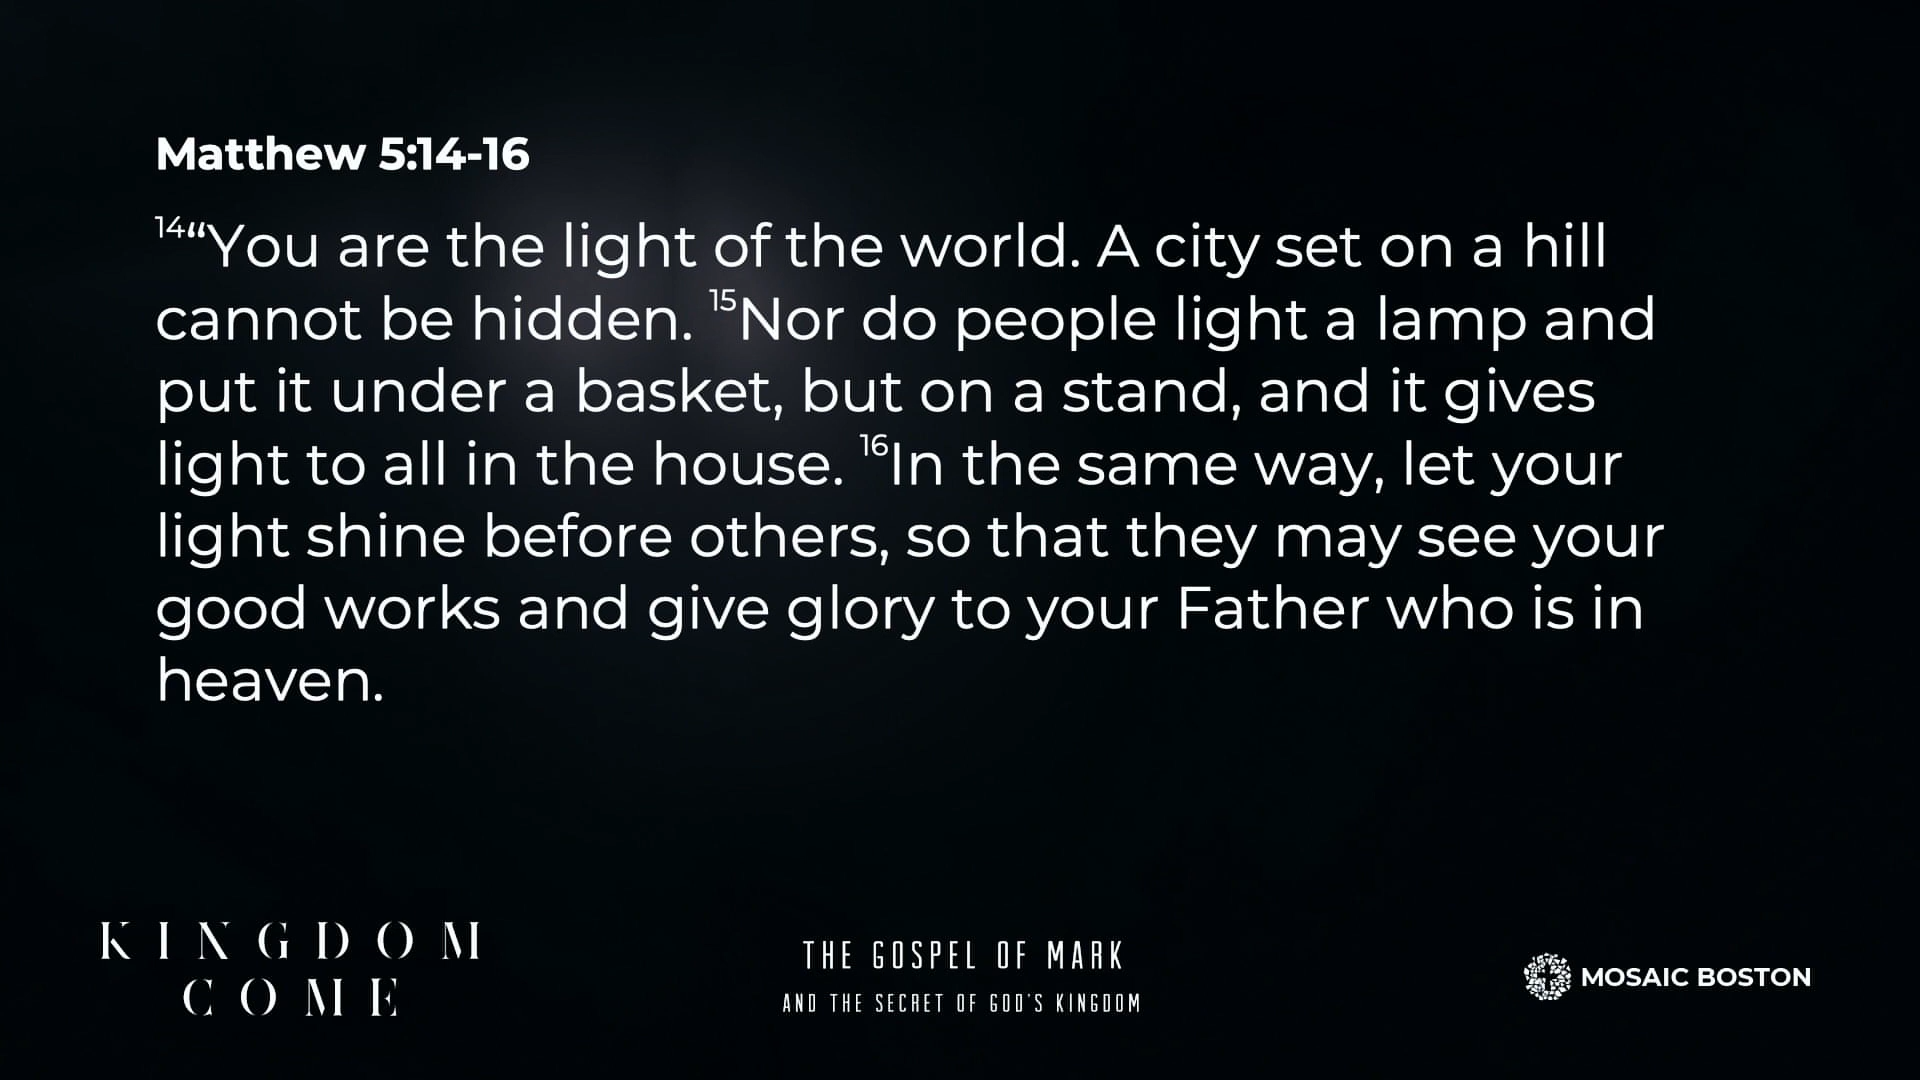 Matthew 5:14-16
14“You are the light of the world. A city set on a hill
cannot be hidden. 15Nor do people light a lamp and
put it under a basket, but on a stand, and it gives
light to all in the house. 16In the same way, let your
light shine before others, so that they may see your
good works and give glory to your Father who is in
heaven.
KINGDOM
COME
THE GOSPEL OF MARK
AND THE SECRET OF GOD'S KINGDOM
MOSAIC BOSTON